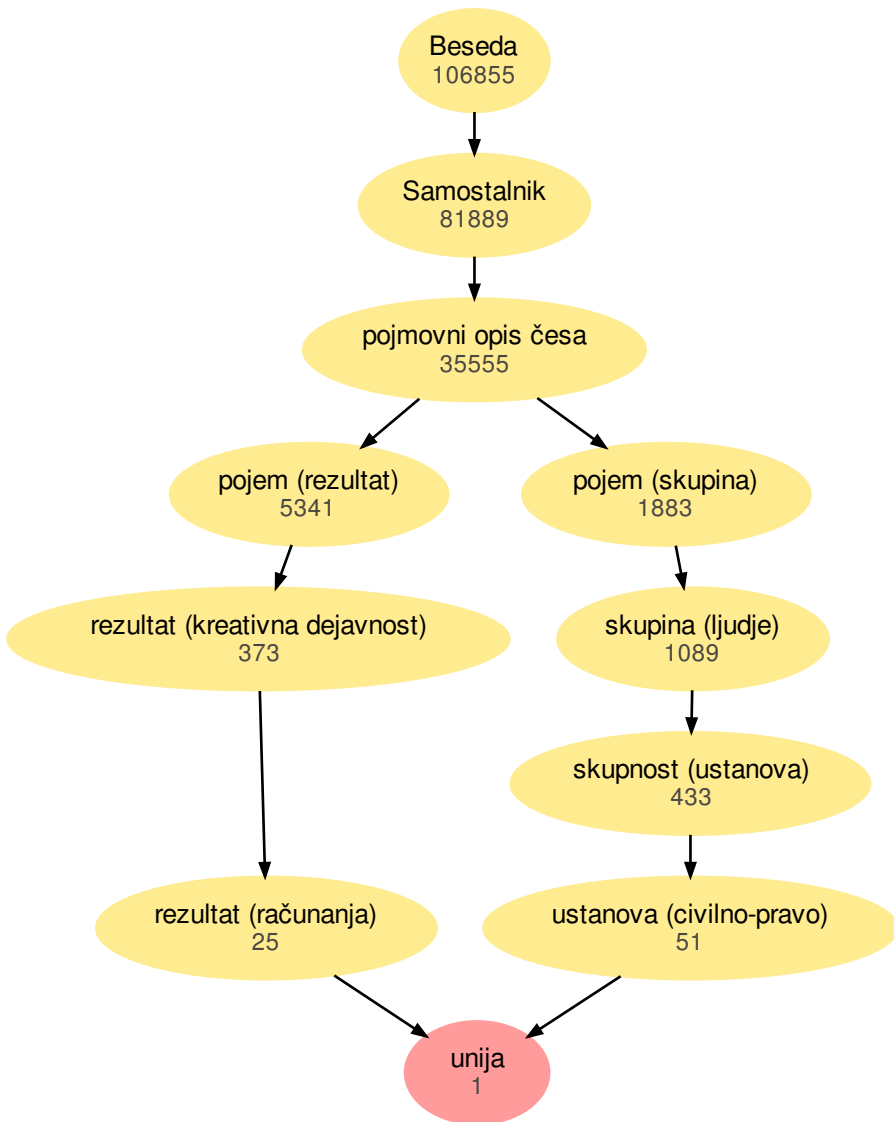 Beseda
106855
Samostalnik
81889
pojmovni opis česa
35555
pojem (rezultat)
5341
pojem (skupina)
1883
rezultat (kreativna dejavnost)
373
skupina (ljudje)
1089
skupnost (ustanova)
433
rezultat (računanja)
25
ustanova (civilno-pravo)
51
unija
1